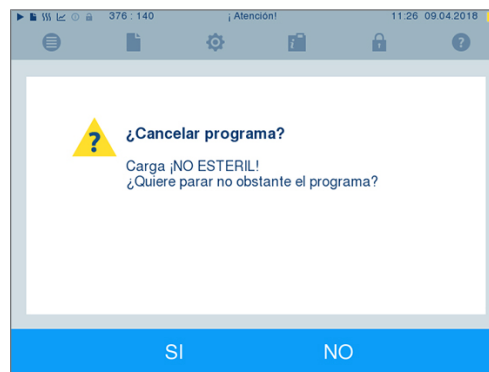 376 : 140 ¡ Atención! 11:26 09.04.2018
¿Cancelar programa?
Carga ¡NO ESTERIL!
¿Quiere parar no obstante el programa?
SI NO